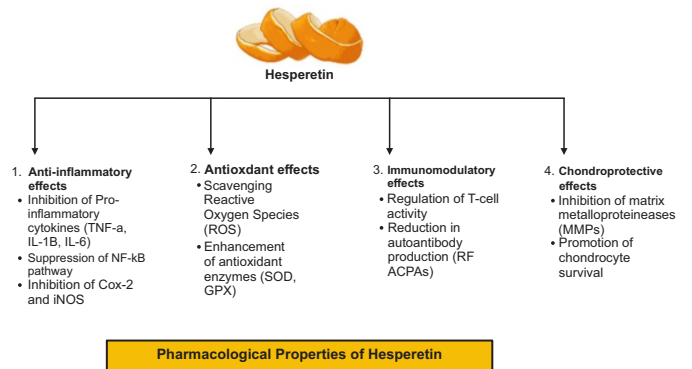 Hesperetin
1. Anti-inflammatory
effects
• Inhibition of Pro-
inflammatory
cytokines (TNF-a,
IL-1B, IL-6)
• Suppression of NF-kB
pathway
• Inhibition of Cox-2
and iNOS
2. Antioxdant effects
• Scavenging
Reactive
Oxygen Species
(ROS)
• Enhancement
of antioxidant
enzymes (SOD,
GPX)
3. Immunomodulatory
effects
• Regulation of T-cell
activity
• Reduction in
autoantibody
production (RF
ACPAs)
4. Chondroprotective
effects
• Inhibition of matrix
metalloproteineases
(MMPs)
• Promotion of
chondrocyte
survival
Pharmacological Properties of Hesperetin